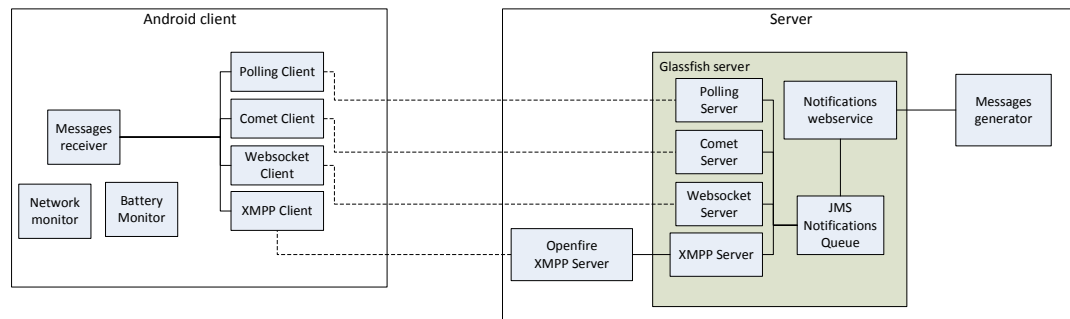 Android client
Polling Client
Comet Client
Messages
receiver
Websocket
Client
Network
monitor
Battery
Monitor
XMPP Client
Server
Glassfish server
Polling
Server
Notifications
webservice
Messages
generator
Comet
Server
Websocket
Server
JMS
Notifications
Queue
Openfire
XMPP Server
XMPP Server